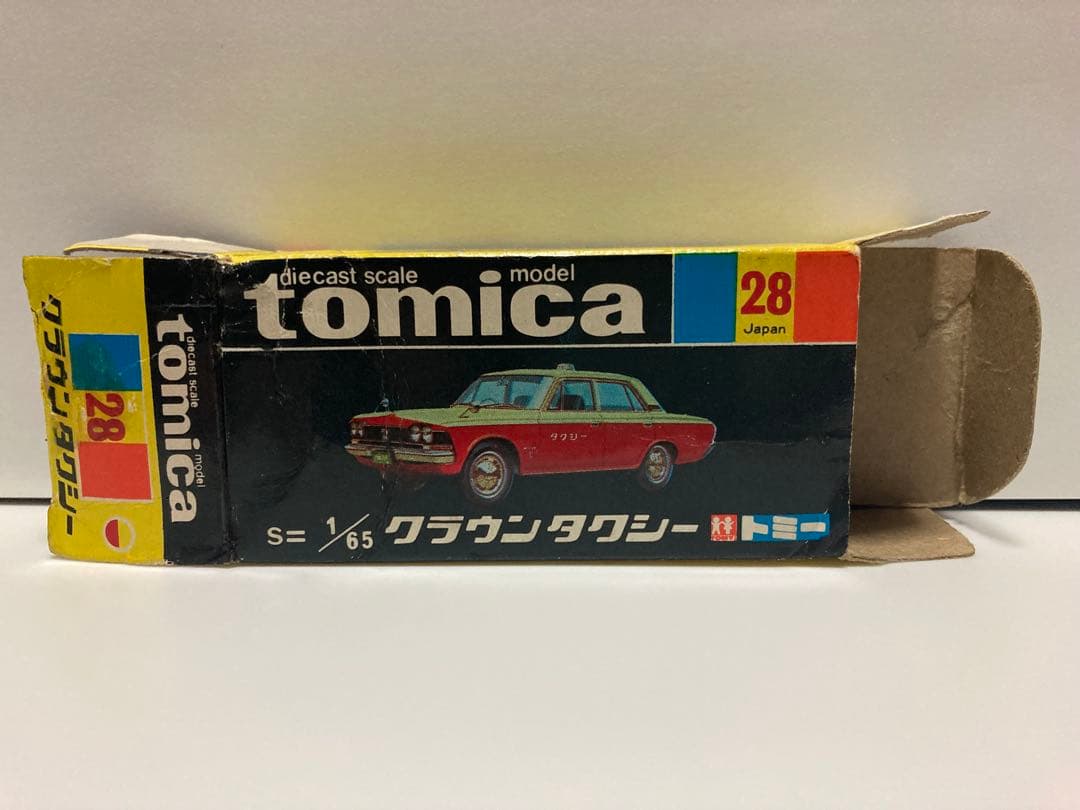 diecast scale model
tomica
28
Japan
タクシー
S= 1/65 クラウンタクシー TOMY トミー
クラウンタクシー
28
diecast scale model
tomica